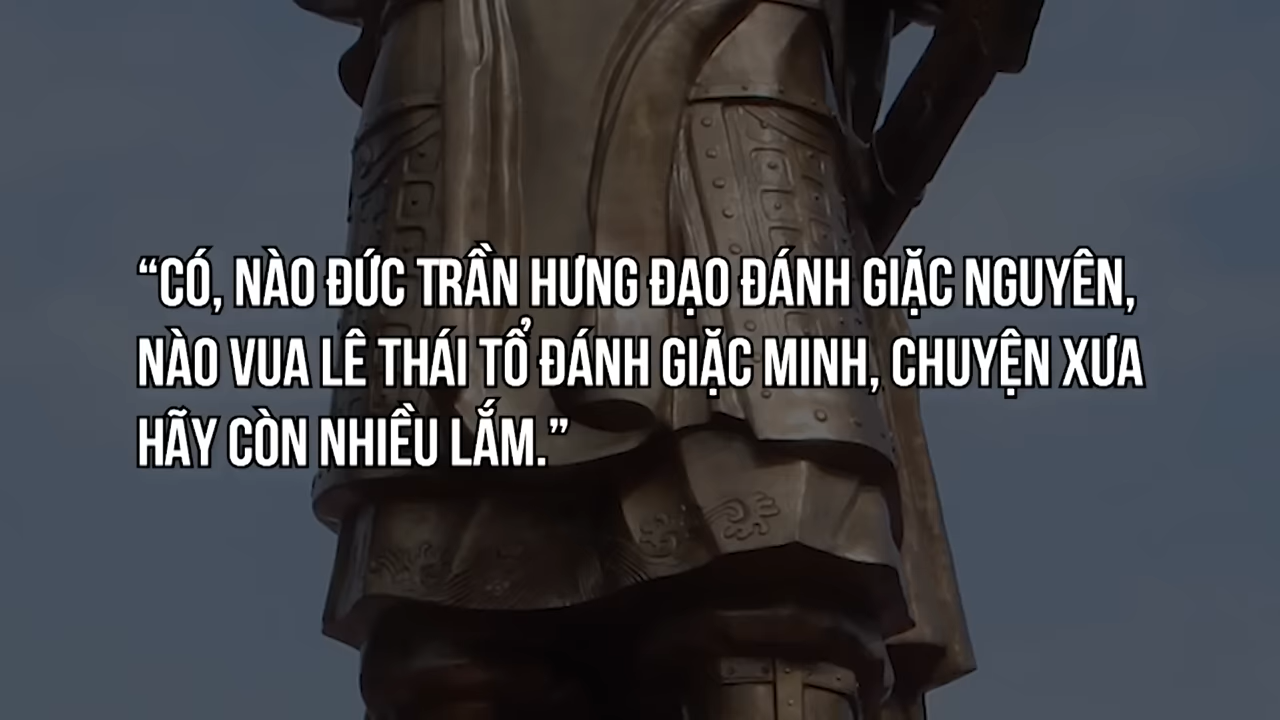 “CÓ, NÀO ĐỨC TRẦN HƯNG ĐẠO ĐÁNH GIẶC NGUYÊN,
NÀO VUA LÊ THÁI TỔ ĐÁNH GIẶC MINH, CHUYỆN XƯA
HÃY CÒN NHIỀU LẮM.”